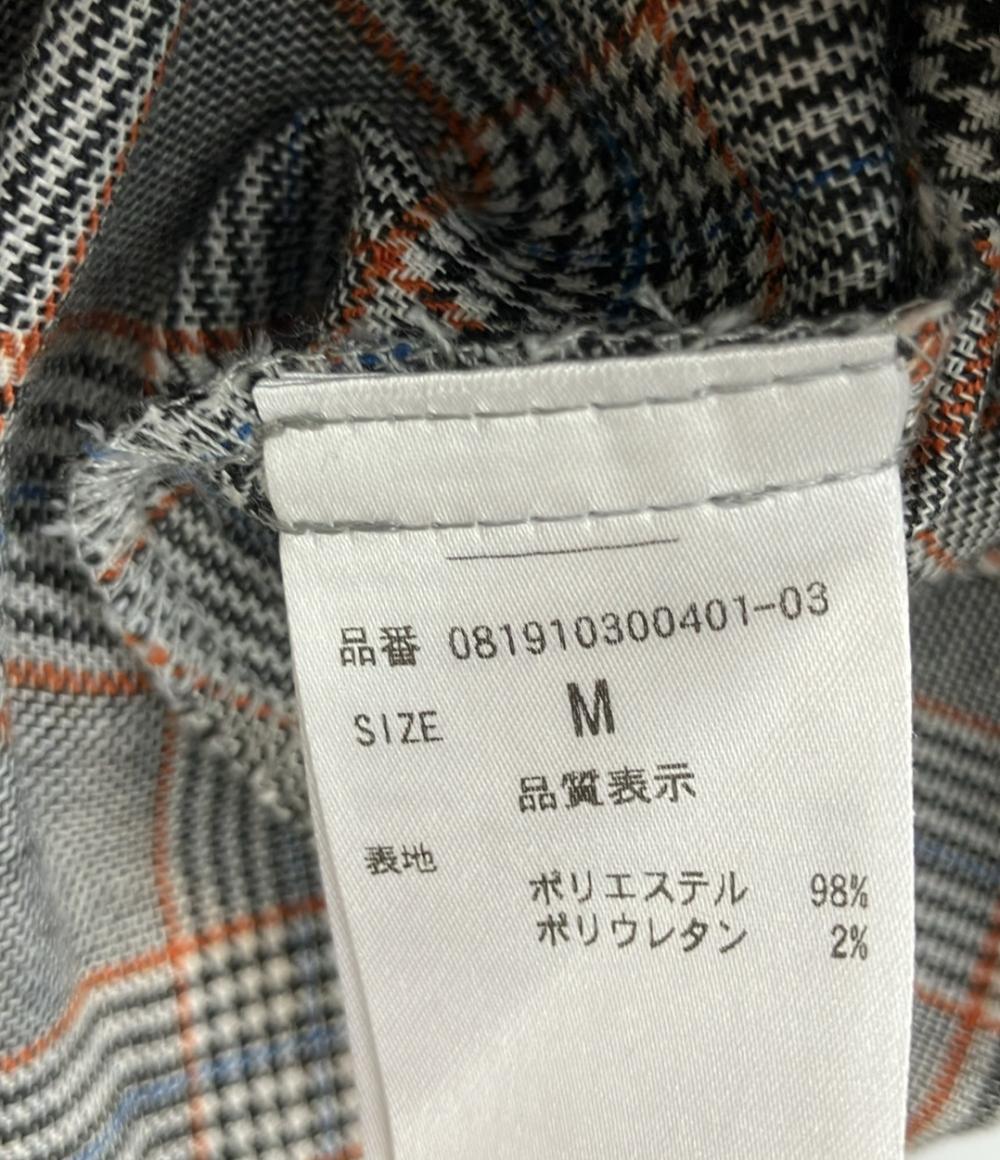 品番 081910300401-03
SIZE M
品質表示
表地
ポリエステル 98%
ポリウレタン 2%